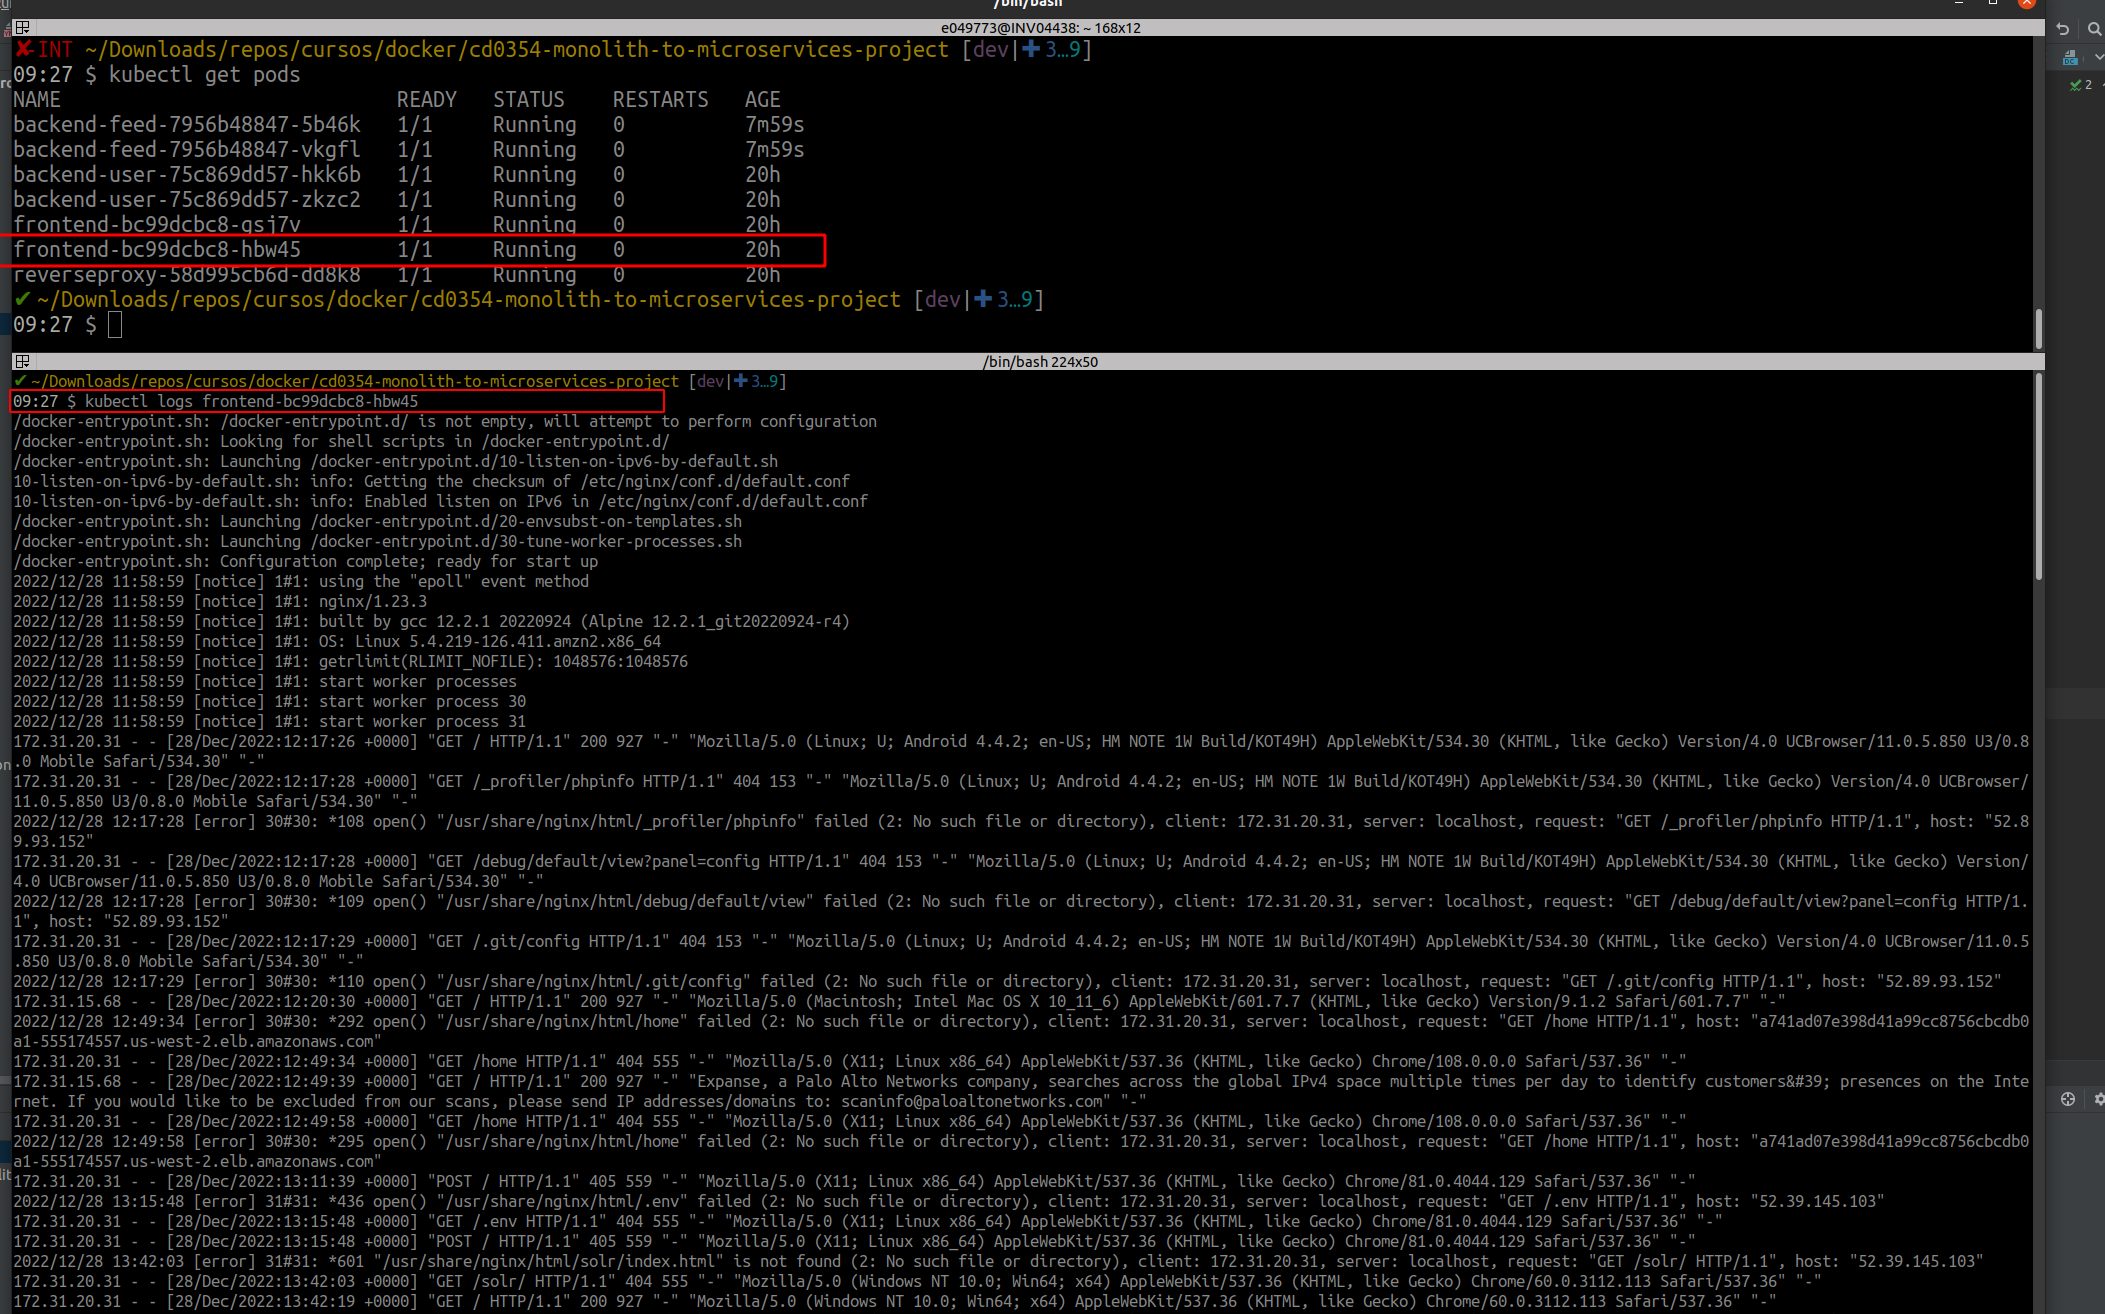 /bin/bash
e049773@INV04438: ~ 168x12
✘-INT ~/Downloads/repos/cursos/docker/cd0354-monolith-to-microservices-project [dev|✚ 3…9]
09:27 $ kubectl get pods
NAME READY STATUS RESTARTS AGE
backend-feed-7956b48847-5b46k 1/1 Running 0 7m59s
backend-feed-7956b48847-vkgfl 1/1 Running 0 7m59s
backend-user-75c869dd57-hkk6b 1/1 Running 0 20h
backend-user-75c869dd57-zkzc2 1/1 Running 0 20h
frontend-bc99dcbc8-gsj7v 1/1 Running 0 20h
frontend-bc99dcbc8-hbw45 1/1 Running 0 20h
reverseproxy-58d995cb6d-dd8k8 1/1 Running 0 20h
✔ ~/Downloads/repos/cursos/docker/cd0354-monolith-to-microservices-project [dev|✚ 3…9]
09:27 $
/bin/bash 224x50
✔ ~/Downloads/repos/cursos/docker/cd0354-monolith-to-microservices-project [dev|✚ 3…9]
09:27 $ kubectl logs frontend-bc99dcbc8-hbw45
/docker-entrypoint.sh: /docker-entrypoint.d/ is not empty, will attempt to perform configuration
/docker-entrypoint.sh: Looking for shell scripts in /docker-entrypoint.d/
/docker-entrypoint.sh: Launching /docker-entrypoint.d/10-listen-on-ipv6-by-default.sh
10-listen-on-ipv6-by-default.sh: info: Getting the checksum of /etc/nginx/conf.d/default.conf
10-listen-on-ipv6-by-default.sh: info: Enabled listen on IPv6 in /etc/nginx/conf.d/default.conf
/docker-entrypoint.sh: Launching /docker-entrypoint.d/20-envsubst-on-templates.sh
/docker-entrypoint.sh: Launching /docker-entrypoint.d/30-tune-worker-processes.sh
/docker-entrypoint.sh: Configuration complete; ready for start up
2022/12/28 11:58:59 [notice] 1#1: using the "epoll" event method
2022/12/28 11:58:59 [notice] 1#1: nginx/1.23.3
2022/12/28 11:58:59 [notice] 1#1: built by gcc 12.2.1 20220924 (Alpine 12.2.1_git20220924-r4)
2022/12/28 11:58:59 [notice] 1#1: OS: Linux 5.4.219-126.411.amzn2.x86_64
2022/12/28 11:58:59 [notice] 1#1: getrlimit(RLIMIT_NOFILE): 1048576:1048576
2022/12/28 11:58:59 [notice] 1#1: start worker processes
2022/12/28 11:58:59 [notice] 1#1: start worker process 30
2022/12/28 11:58:59 [notice] 1#1: start worker process 31
172.31.20.31 - - [28/Dec/2022:12:17:26 +0000] "GET / HTTP/1.1" 200 927 "-" "Mozilla/5.0 (Linux; U; Android 4.4.2; en-US; HM NOTE 1W Build/KOT49H) AppleWebKit/534.30 (KHTML, like Gecko) Version/4.0 UCBrowser/11.0.5.850 U3/0.8
.0 Mobile Safari/534.30" "-"
172.31.20.31 - - [28/Dec/2022:12:17:28 +0000] "GET /_profiler/phpinfo HTTP/1.1" 404 153 "-" "Mozilla/5.0 (Linux; U; Android 4.4.2; en-US; HM NOTE 1W Build/KOT49H) AppleWebKit/534.30 (KHTML, like Gecko) Version/4.0 UCBrowser/
11.0.5.850 U3/0.8.0 Mobile Safari/534.30" "-"
2022/12/28 12:17:28 [error] 30#30: *108 open() "/usr/share/nginx/html/_profiler/phpinfo" failed (2: No such file or directory), client: 172.31.20.31, server: localhost, request: "GET /_profiler/phpinfo HTTP/1.1", host: "52.8
9.93.152"
172.31.20.31 - - [28/Dec/2022:12:17:28 +0000] "GET /debug/default/view?panel=config HTTP/1.1" 404 153 "-" "Mozilla/5.0 (Linux; U; Android 4.4.2; en-US; HM NOTE 1W Build/KOT49H) AppleWebKit/534.30 (KHTML, like Gecko) Version/
4.0 UCBrowser/11.0.5.850 U3/0.8.0 Mobile Safari/534.30" "-"
2022/12/28 12:17:28 [error] 30#30: *109 open() "/usr/share/nginx/html/debug/default/view" failed (2: No such file or directory), client: 172.31.20.31, server: localhost, request: "GET /debug/default/view?panel=config HTTP/1.
1", host: "52.89.93.152"
172.31.20.31 - - [28/Dec/2022:12:17:29 +0000] "GET /.git/config HTTP/1.1" 404 153 "-" "Mozilla/5.0 (Linux; U; Android 4.4.2; en-US; HM NOTE 1W Build/KOT49H) AppleWebKit/534.30 (KHTML, like Gecko) Version/4.0 UCBrowser/11.0.5
.850 U3/0.8.0 Mobile Safari/534.30" "-"
2022/12/28 12:17:29 [error] 30#30: *110 open() "/usr/share/nginx/html/.git/config" failed (2: No such file or directory), client: 172.31.20.31, server: localhost, request: "GET /.git/config HTTP/1.1", host: "52.89.93.152"
172.31.15.68 - - [28/Dec/2022:12:20:30 +0000] "GET / HTTP/1.1" 200 927 "-" "Mozilla/5.0 (Macintosh; Intel Mac OS X 10_11_6) AppleWebKit/601.7.7 (KHTML, like Gecko) Version/9.1.2 Safari/601.7.7" "-"
2022/12/28 12:49:34 [error] 30#30: *292 open() "/usr/share/nginx/html/home" failed (2: No such file or directory), client: 172.31.20.31, server: localhost, request: "GET /home HTTP/1.1", host: "a741ad07e398d41a99cc8756cbcdb0
a1-555174557.us-west-2.elb.amazonaws.com"
172.31.20.31 - - [28/Dec/2022:12:49:34 +0000] "GET /home HTTP/1.1" 404 555 "-" "Mozilla/5.0 (X11; Linux x86_64) AppleWebKit/537.36 (KHTML, like Gecko) Chrome/108.0.0.0 Safari/537.36" "-"
172.31.15.68 - - [28/Dec/2022:12:49:39 +0000] "GET / HTTP/1.1" 200 927 "-" "Expanse, a Palo Alto Networks company, searches across the global IPv4 space multiple times per day to identify customers&#39; presences on the Inte
rnet. If you would like to be excluded from our scans, please send IP addresses/domains to: scaninfo@paloaltonetworks.com" "-"
172.31.20.31 - - [28/Dec/2022:12:49:58 +0000] "GET /home HTTP/1.1" 404 555 "-" "Mozilla/5.0 (X11; Linux x86_64) AppleWebKit/537.36 (KHTML, like Gecko) Chrome/108.0.0.0 Safari/537.36" "-"
2022/12/28 12:49:58 [error] 30#30: *295 open() "/usr/share/nginx/html/home" failed (2: No such file or directory), client: 172.31.20.31, server: localhost, request: "GET /home HTTP/1.1", host: "a741ad07e398d41a99cc8756cbcdb0
a1-555174557.us-west-2.elb.amazonaws.com"
172.31.20.31 - - [28/Dec/2022:13:11:39 +0000] "POST / HTTP/1.1" 405 559 "-" "Mozilla/5.0 (X11; Linux x86_64) AppleWebKit/537.36 (KHTML, like Gecko) Chrome/81.0.4044.129 Safari/537.36" "-"
2022/12/28 13:15:48 [error] 31#31: *436 open() "/usr/share/nginx/html/.env" failed (2: No such file or directory), client: 172.31.20.31, server: localhost, request: "GET /.env HTTP/1.1", host: "52.39.145.103"
172.31.20.31 - - [28/Dec/2022:13:15:48 +0000] "GET /.env HTTP/1.1" 404 555 "-" "Mozilla/5.0 (X11; Linux x86_64) AppleWebKit/537.36 (KHTML, like Gecko) Chrome/81.0.4044.129 Safari/537.36" "-"
172.31.20.31 - - [28/Dec/2022:13:15:48 +0000] "POST / HTTP/1.1" 405 559 "-" "Mozilla/5.0 (X11; Linux x86_64) AppleWebKit/537.36 (KHTML, like Gecko) Chrome/81.0.4044.129 Safari/537.36" "-"
2022/12/28 13:42:03 [error] 31#31: *601 "/usr/share/nginx/html/solr/index.html" is not found (2: No such file or directory), client: 172.31.20.31, server: localhost, request: "GET /solr/ HTTP/1.1", host: "52.39.145.103"
172.31.20.31 - - [28/Dec/2022:13:42:03 +0000] "GET /solr/ HTTP/1.1" 404 555 "-" "Mozilla/5.0 (Windows NT 10.0; Win64; x64) AppleWebKit/537.36 (KHTML, like Gecko) Chrome/60.0.3112.113 Safari/537.36" "-"
172.31.20.31 - - [28/Dec/2022:13:42:19 +0000] "GET / HTTP/1.1" 200 927 "-" "Mozilla/5.0 (Windows NT 10.0; Win64; x64) AppleWebKit/537.36 (KHTML, like Gecko) Chrome/60.0.3112.113 Safari/537.36" "-"
DC
2